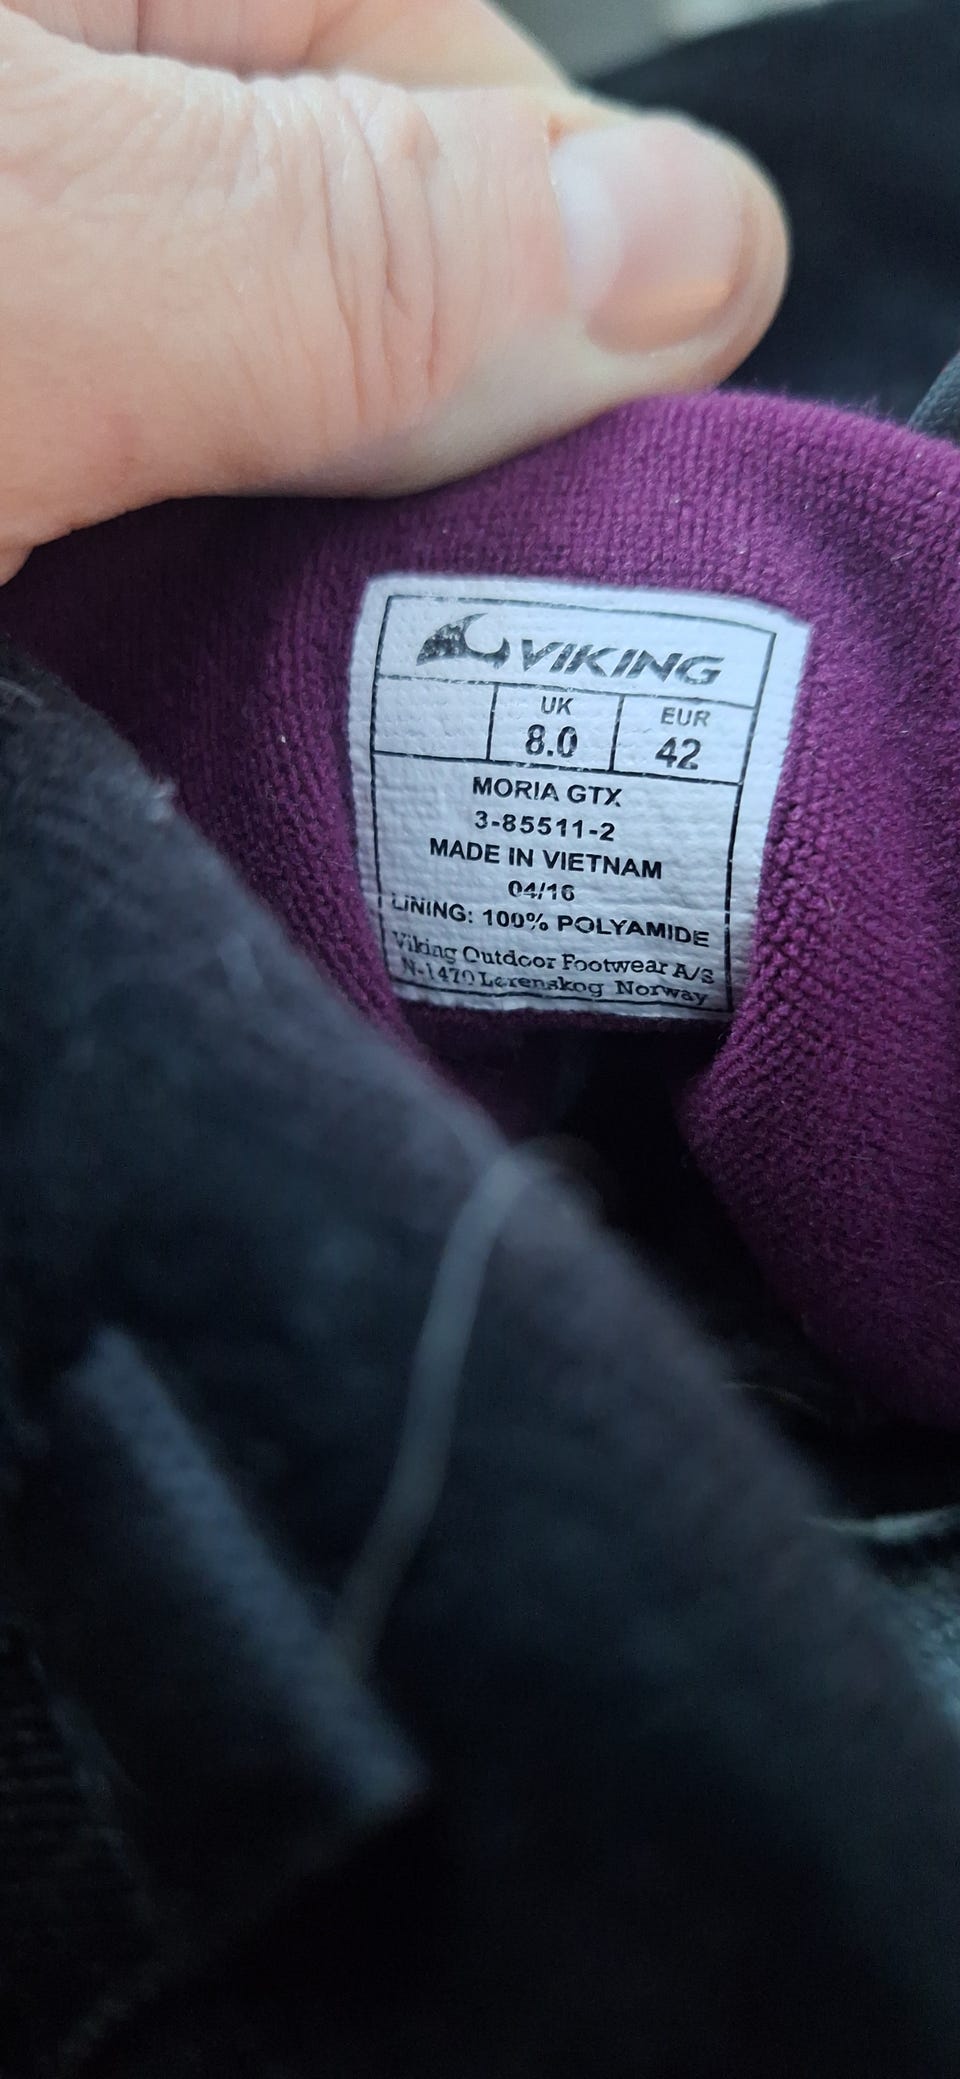 VIKING
UK EUR
8.0 42
MORIA GTX
3-85511-2
MADE IN VIETNAM
04/16
LINING: 100% POLYAMIDE
Viking Outdoor Footwear A/S
N-1470 Lørenskog Norway